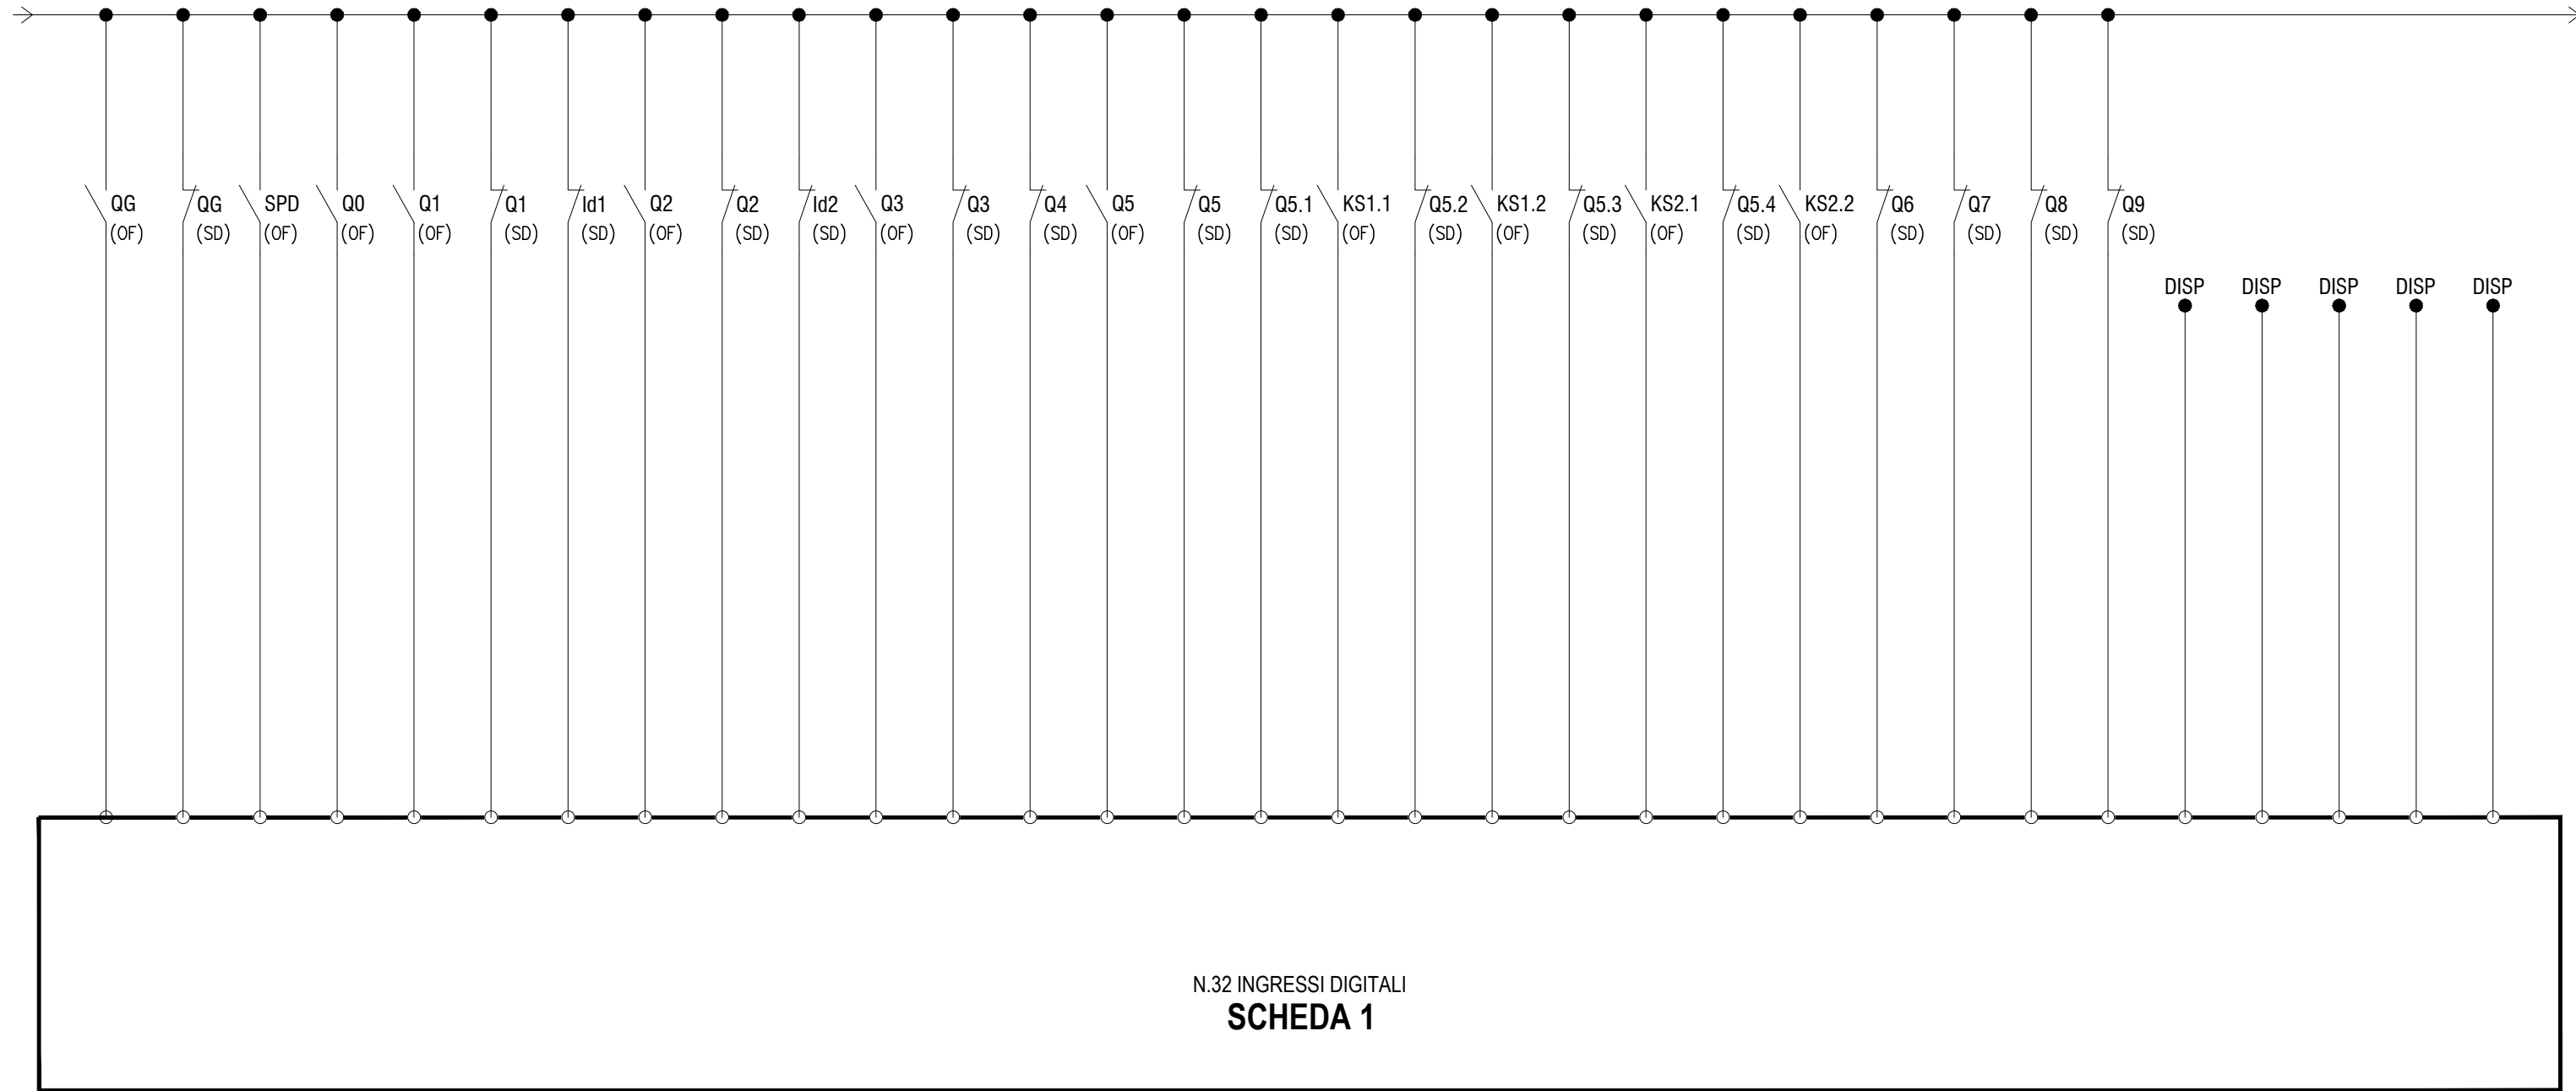 QG QG SPD Q0 Q1 Q1 Id1 Q2 Q2 Id2 Q3 Q3 Q4 Q5 Q5 Q5.1 KS1.1 Q5.2 KS1.2 Q5.3 KS2.1 Q5.4 KS2.2 Q6 Q7 Q8 Q9
(OF) (SD) (OF) (OF) (OF) (SD) (SD) (OF) (SD) (SD) (OF) (SD) (SD) (OF) (SD) (SD) (OF) (SD) (OF) (SD) (OF) (SD) (OF) (SD) (SD) (SD) (SD)
DISP DISP DISP DISP DISP
N.32 INGRESSI DIGITALI
SCHEDA 1